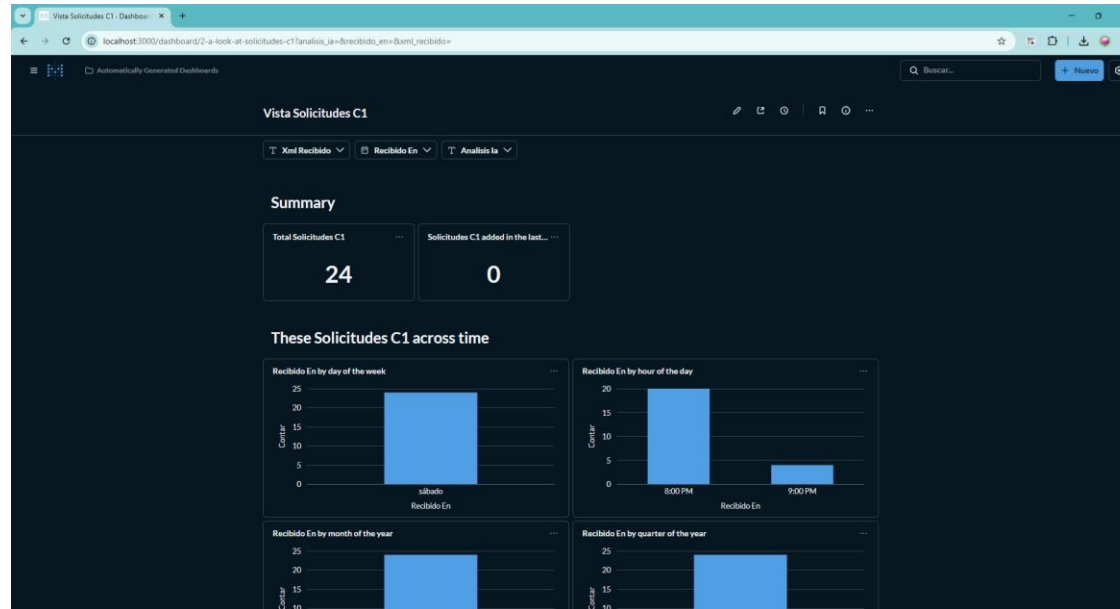 Vista Solicitudes C1 - Dashboar
localhost:3000/dashboard/2-a-look-at-solicitudes-c1?analisis_ia=&recibido_en=&xml_recibido=
Automatically Generated Dashboards
Buscar...
+ Nuevo
Vista Solicitudes C1
Xml Recibido
Recibido En
Analisis Ia
Summary
Total Solicitudes C1
24
Solicitudes C1 added in the last...
0
These Solicitudes C1 across time
Recibido En by day of the week
25
20
15
10
5
0
Contar
sábado
Recibido En
Recibido En by hour of the day
20
15
10
5
0
Contar
8:00 PM
9:00 PM
Recibido En
Recibido En by month of the year
25
20
15
10
Contar
Recibido En by quarter of the year
25
20
15
10
Contar